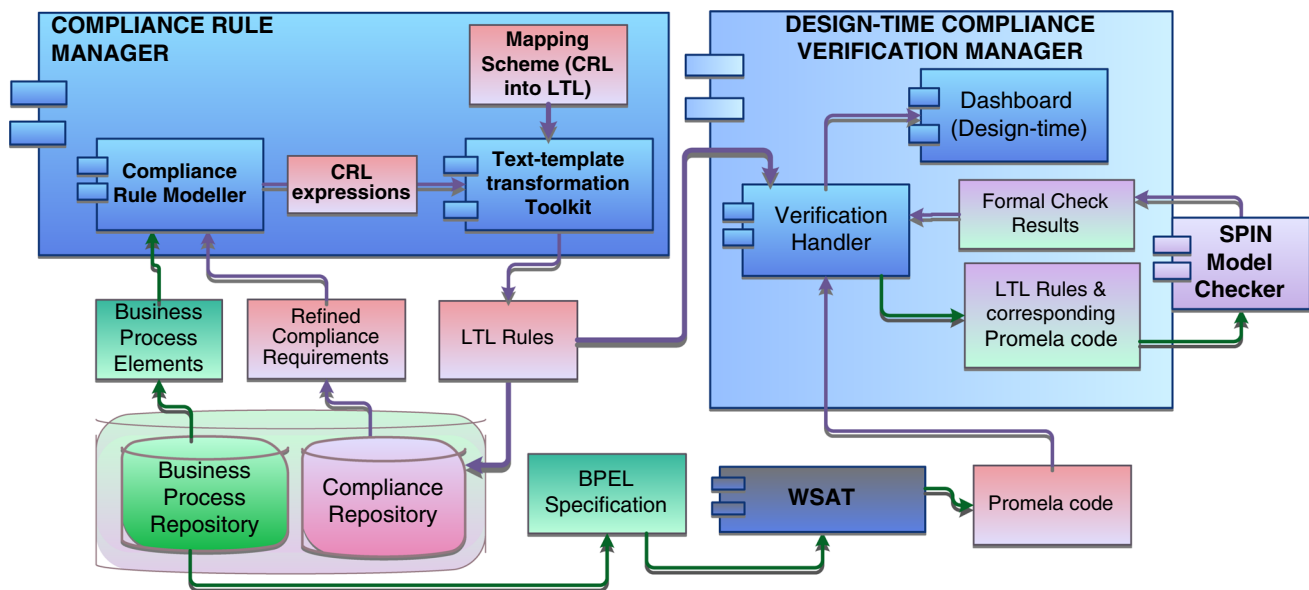 COMPLIANCE RULE
MANAGER
Mapping
Scheme (CRL
into LTL)
Compliance
Rule Modeller
CRL
expressions
Text-template
transformation
Toolkit
DESIGN-TIME COMPLIANCE
VERIFICATION MANAGER
Dashboard
(Design-time)
Verification
Handler
Formal Check
Results
SPIN
Model
Checker
LTL Rules &
corresponding
Promela code
Business
Process
Elements
Refined
Compliance
Requirements
LTL Rules
Business
Process
Repository
Compliance
Repository
BPEL
Specification
WSAT
Promela code